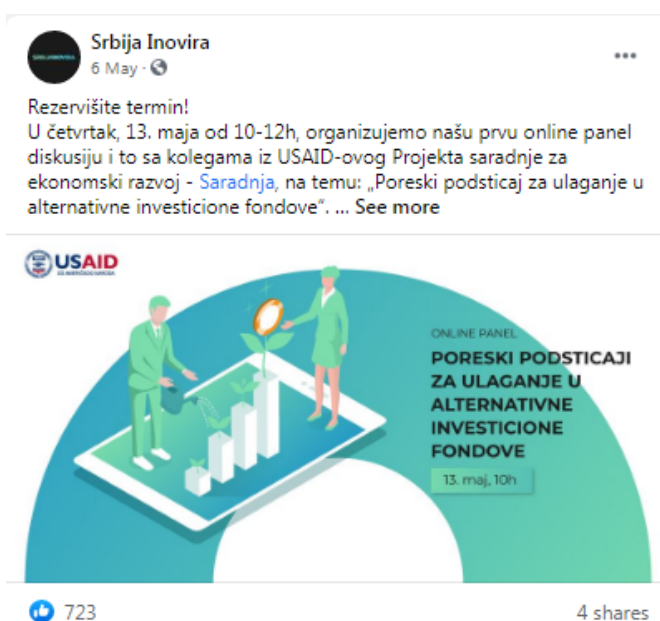 Srbija Inovira
6 May
Rezervišite termin!
U četvrtak, 13. maja od 10-12h, organizujemo našu prvu online panel
diskusiju i to sa kolegama iz USAID-ovog Projekta saradnje za
ekonomski razvoj - Saradnja, na temu: „Poreski podsticaj za ulaganje u
alternativne investicione fondove“. ... See more
USAID
OD AMERIČKOG NARODA
ONLINE PANEL
PORESKI PODSTICAJI
ZA ULAGANJE U
ALTERNATIVNE
INVESTICIONE
FONDOVE
13. maj, 10h
723
4 shares